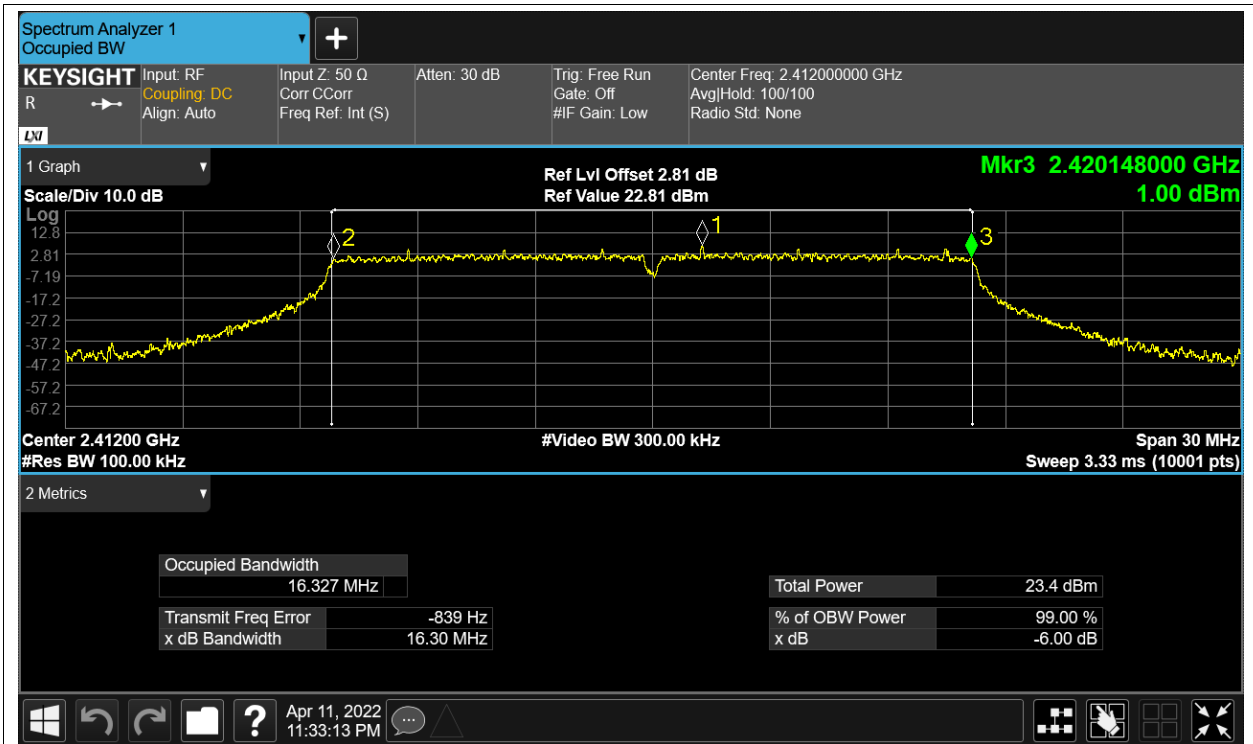 Spectrum Analyzer 1
Occupied BW
KEYSIGHT
R
LXI
Input: RF
Coupling: DC
Align: Auto
Input Z: 50 Ω
Corr CCorr
Freq Ref: Int (S)
Atten: 30 dB
Trig: Free Run
Gate: Off
#IF Gain: Low
Center Freq: 2.412000000 GHz
Avg|Hold: 100/100
Radio Std: None
1 Graph
Scale/Div 10.0 dB
Ref Lvl Offset 2.81 dB
Ref Value 22.81 dBm
Mkr3 2.420148000 GHz
1.00 dBm
Log
12.8
2.81
-7.19
-17.2
-27.2
-37.2
-47.2
-57.2
-67.2
2
1
3
Center 2.41200 GHz
#Res BW 100.00 kHz
#Video BW 300.00 kHz
Span 30 MHz
Sweep 3.33 ms (10001 pts)
2 Metrics
Occupied Bandwidth
16.327 MHz
Transmit Freq Error -839 Hz
x dB Bandwidth 16.30 MHz
Total Power 23.4 dBm
% of OBW Power 99.00 %
x dB -6.00 dB
?
Apr 11, 2022
11:33:13 PM